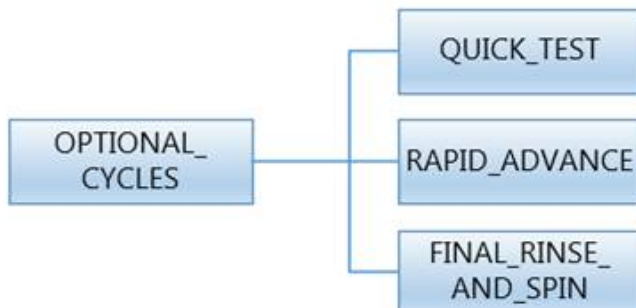 QUICK_TEST
OPTIONAL_
CYCLES
RAPID_ADVANCE
FINAL_RINSE_
AND_SPIN